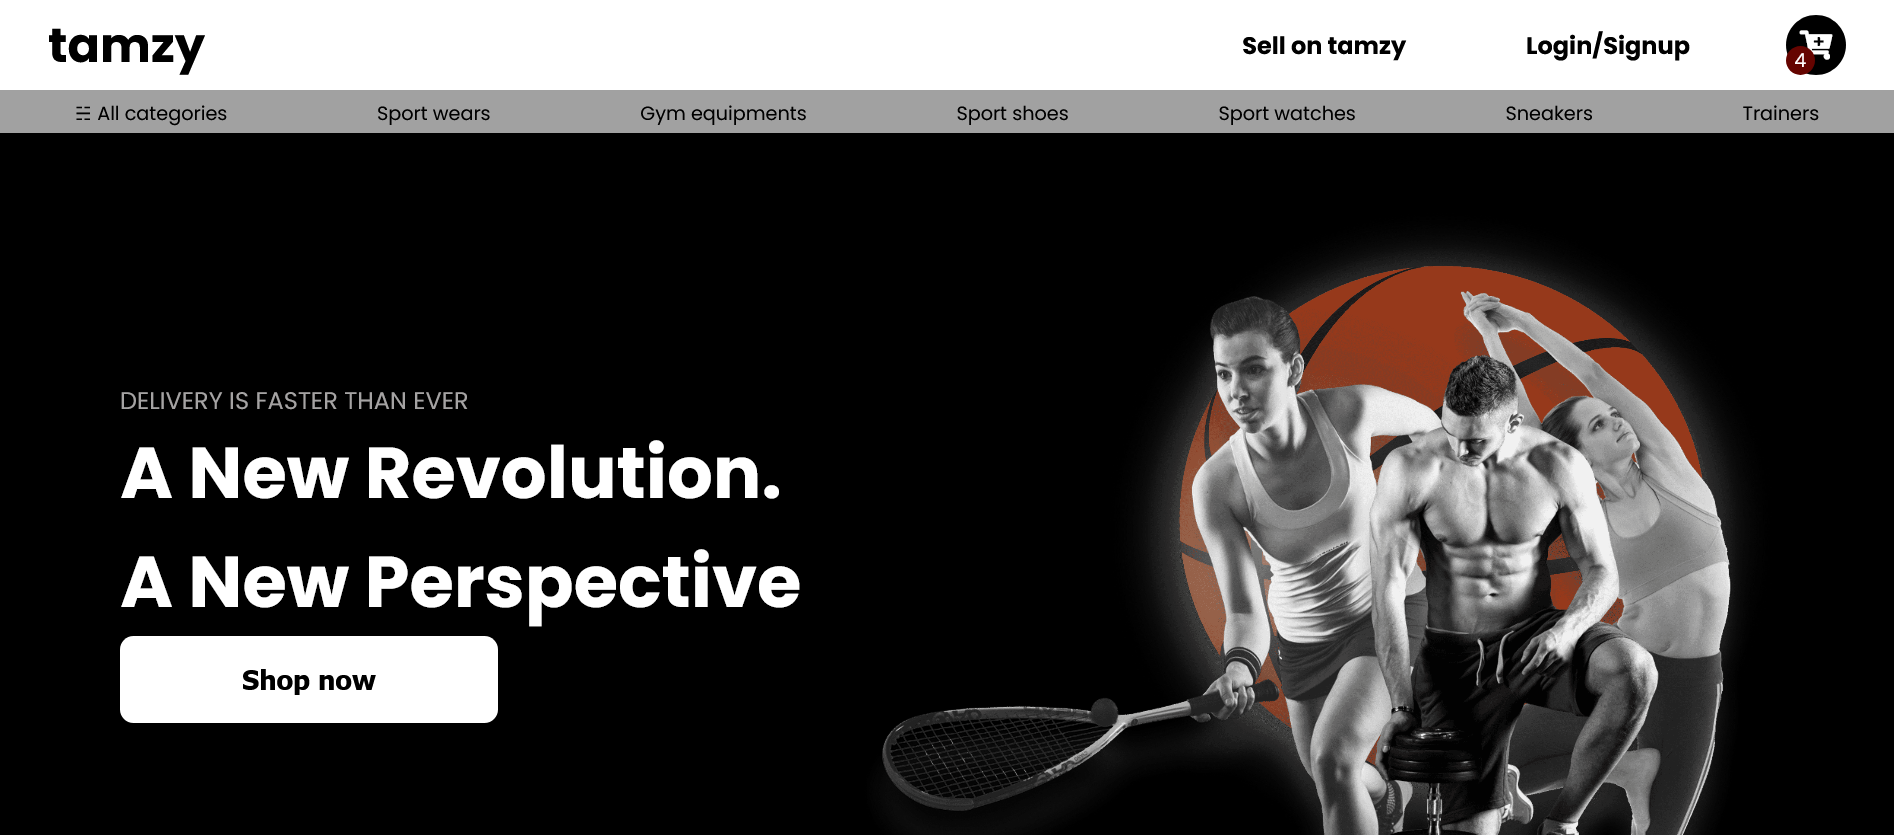 tamzy
Sell on tamzy
Login/Signup
4
All categories
Sport wears
Gym equipments
Sport shoes
Sport watches
Sneakers
Trainers
DELIVERY IS FASTER THAN EVER
A New Revolution.
A New Perspective
Shop now